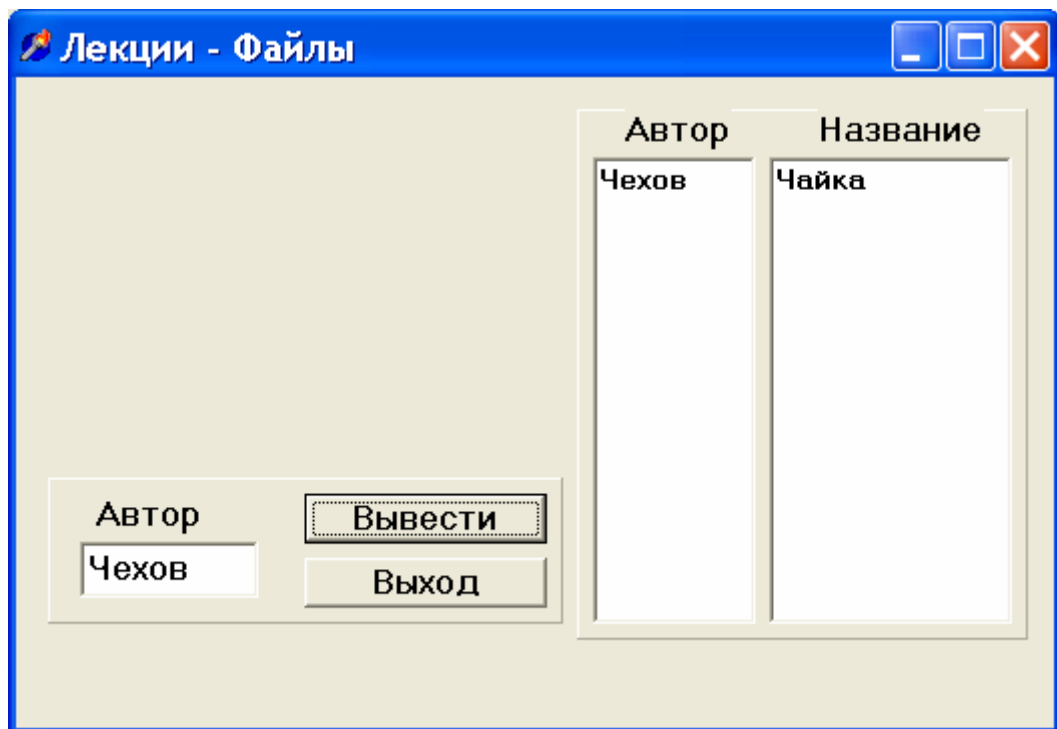 Лекции - Файлы
Автор Название
Чехов Чайка
Автор
Вывести
Чехов
Выход